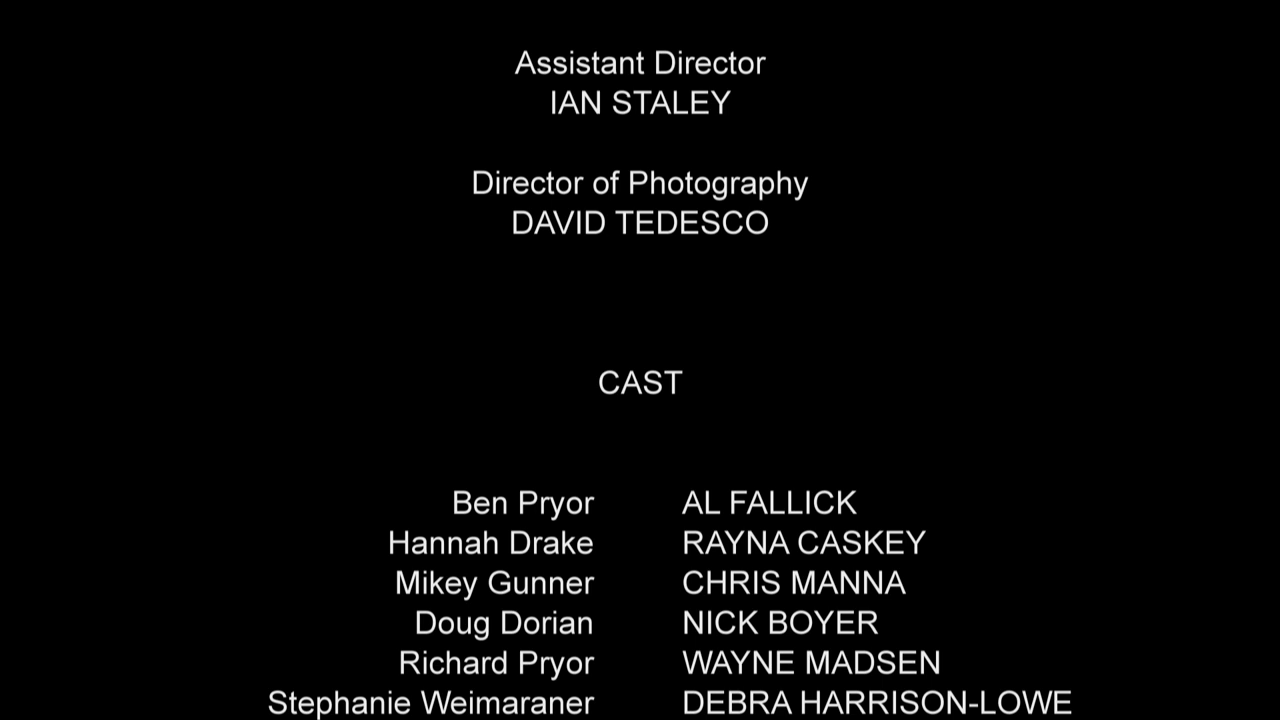 Assistant Director
IAN STALEY
Director of Photography
DAVID TEDESCO
CAST
Ben Pryor AL FALLICK
Hannah Drake RAYNA CASKEY
Mikey Gunner CHRIS MANNA
Doug Dorian NICK BOYER
Richard Pryor WAYNE MADSEN
Stephanie Weimaraner DEBRA HARRISON-LOWE